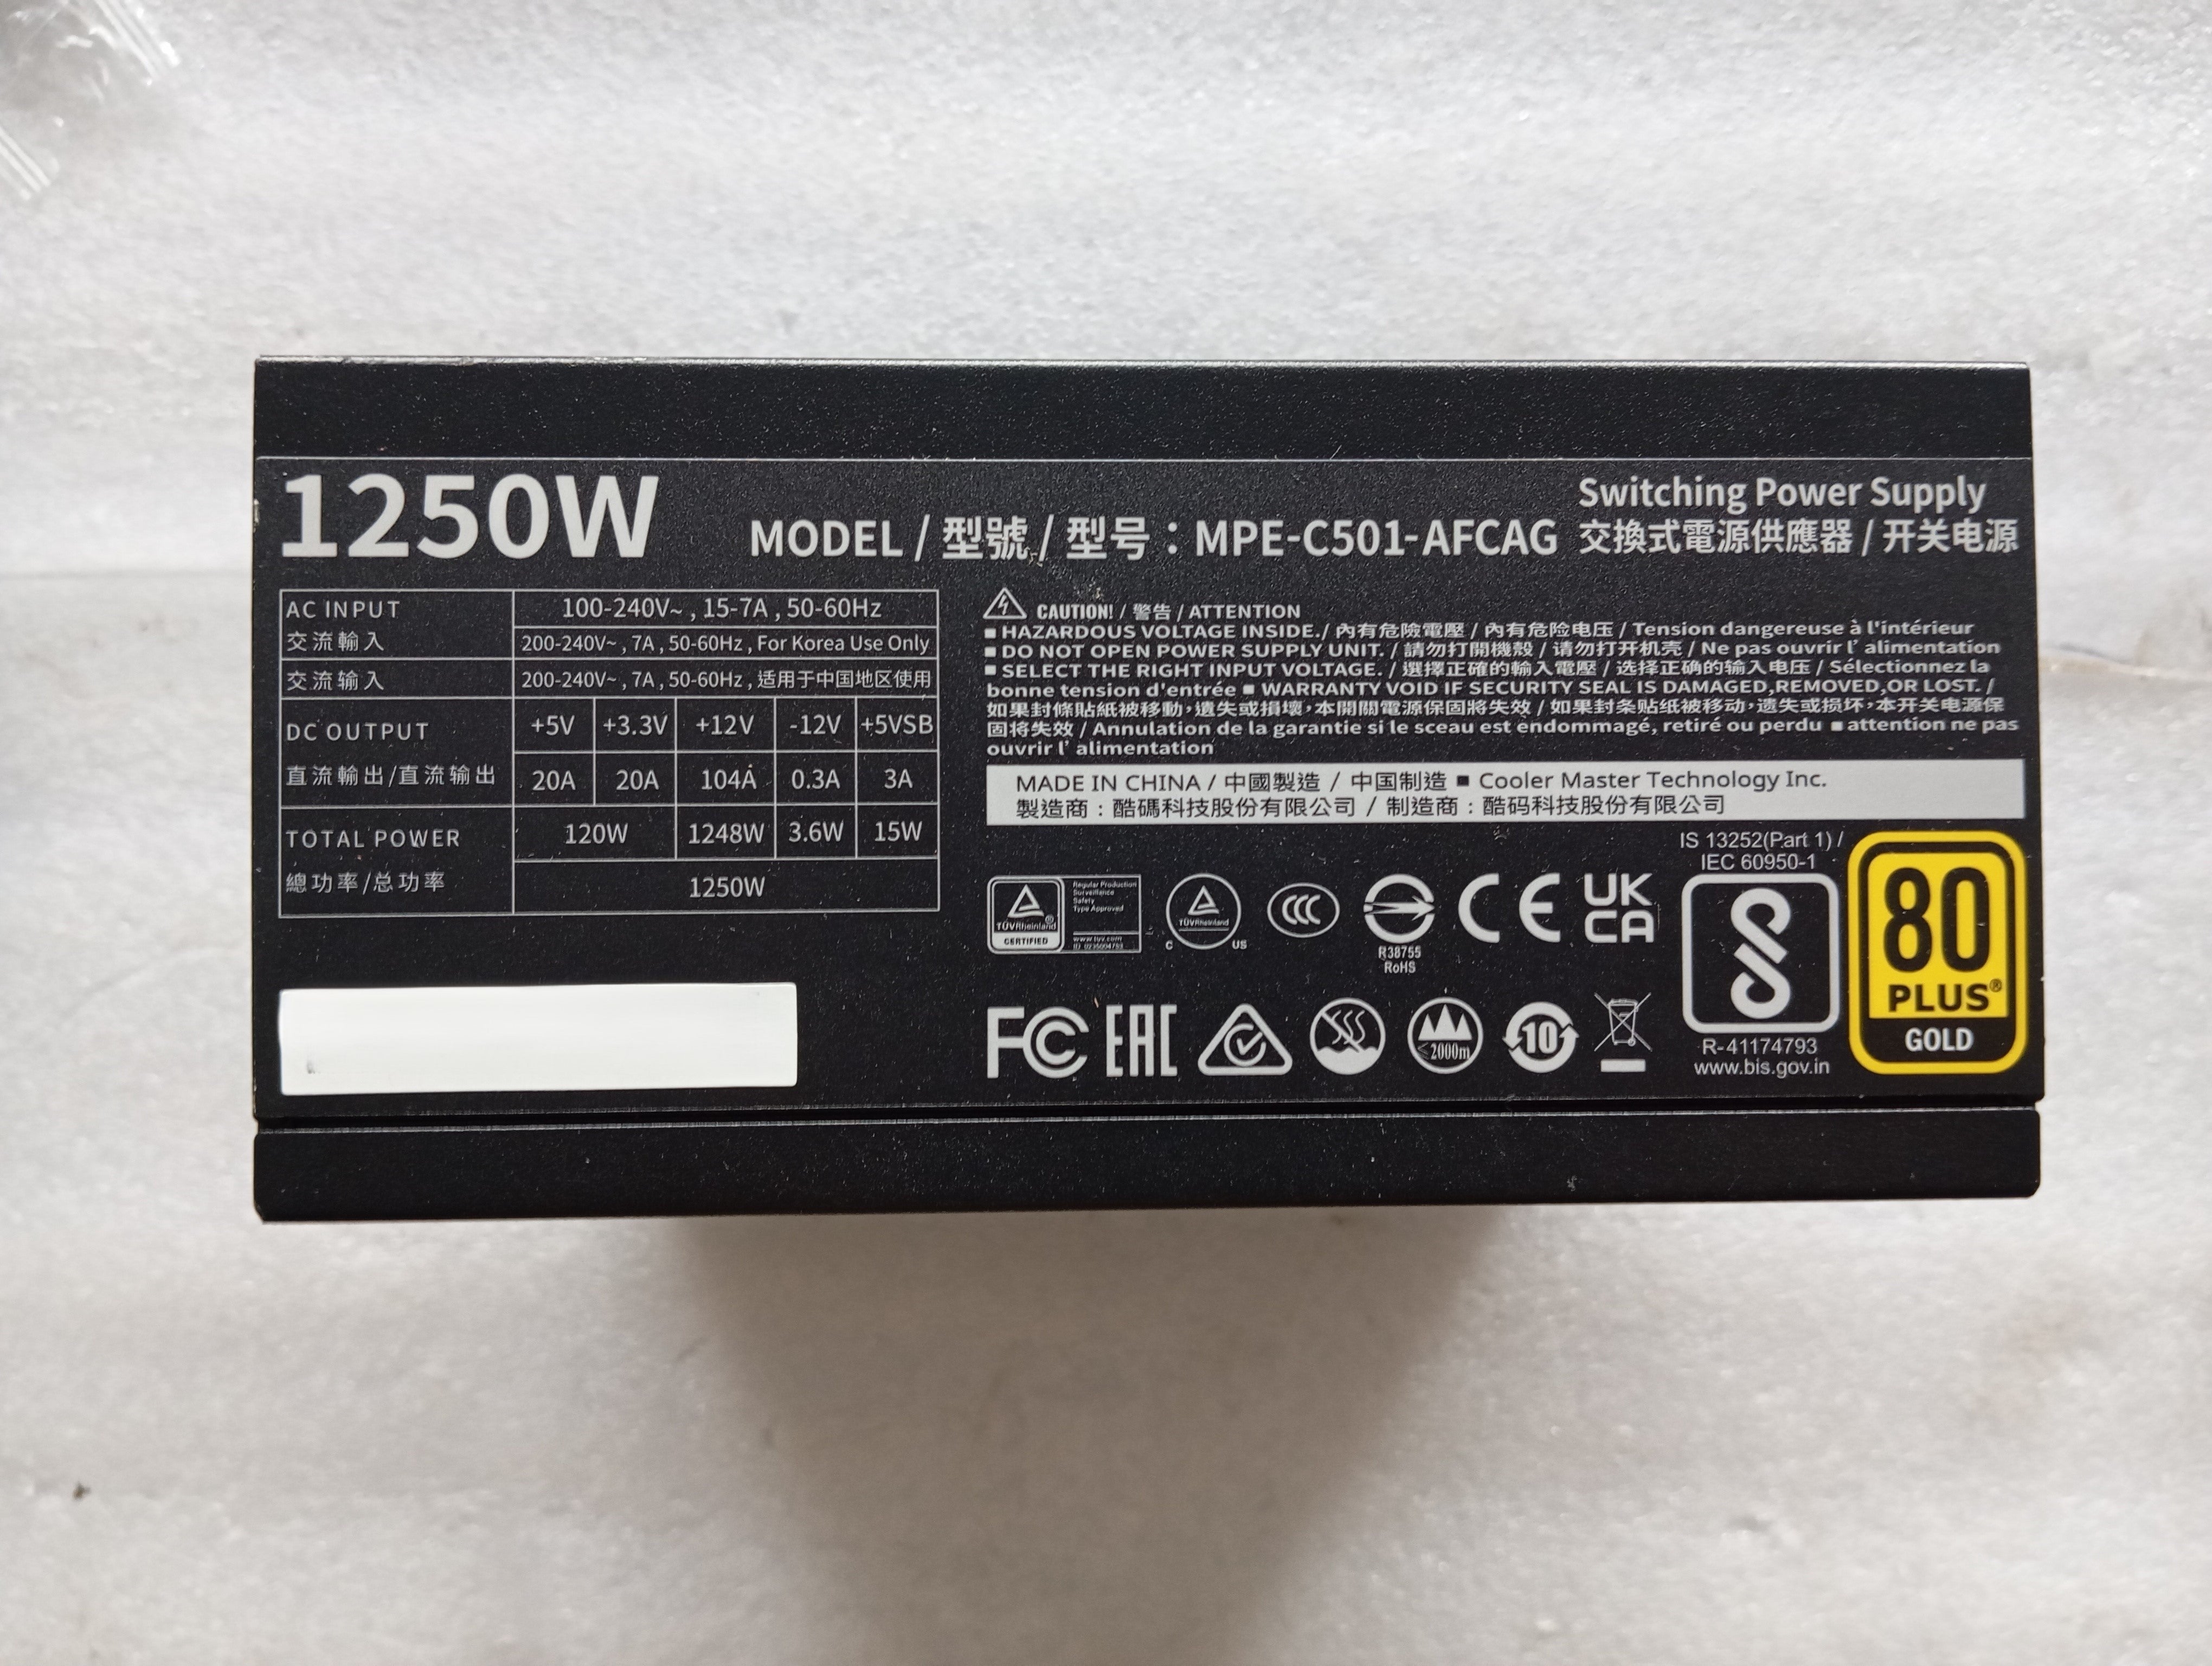 1250W
MODEL / 型號 / 型号：MPE-C501-AFCAG
Switching Power Supply
交換式電源供應器 / 开关电源
AC INPUT 100-240V~ , 15-7A , 50-60Hz
交流輸入 200-240V~ , 7A , 50-60Hz , For Korea Use Only
交流输入 200-240V~ , 7A , 50-60Hz , 适用于中国地区使用
DC OUTPUT +5V +3.3V +12V -12V +5VSB
直流輸出/直流输出 20A 20A 104A 0.3A 3A
TOTAL POWER 120W 1248W 3.6W 15W
總功率/总功率 1250W
CAUTION! / 警告 / ATTENTION
■ HAZARDOUS VOLTAGE INSIDE. / 內有危險電壓 / 内有危险电压 / Tension dangereuse à l'intérieur
■ DO NOT OPEN POWER SUPPLY UNIT. / 請勿打開機殼 / 请勿打开机壳 / Ne pas ouvrir l' alimentation
■ SELECT THE RIGHT INPUT VOLTAGE. / 選擇正確的輸入電壓 / 选择正确的输入电压 / Sélectionnez la
bonne tension d'entrée ■ WARRANTY VOID IF SECURITY SEAL IS DAMAGED,REMOVED,OR LOST. /
如果封條貼紙被移動，遺失或損壞，本開關電源保固將失效 / 如果封条贴纸被移动，遗失或损坏，本开关电源保
固将失效 / Annulation de la garantie si le sceau est endommagé, retiré ou perdu ■ attention ne pas
ouvrir l' alimentation
MADE IN CHINA / 中國製造 / 中国制造 ■ Cooler Master Technology Inc.
製造商：酷碼科技股份有限公司 / 制造商：酷码科技股份有限公司
TÜVRheinland
CERTIFIED
Regular Production
Surveillance
Safety
Type Approved
www.tuv.com
TÜVRheinland
C US
CCC
R38755
RoHS
CE
UK
CA
IS 13252(Part 1) /
IEC 60950-1
R-41174793
www.bis.gov.in
80
PLUS®
GOLD
FC
EAC
≤2000m
10